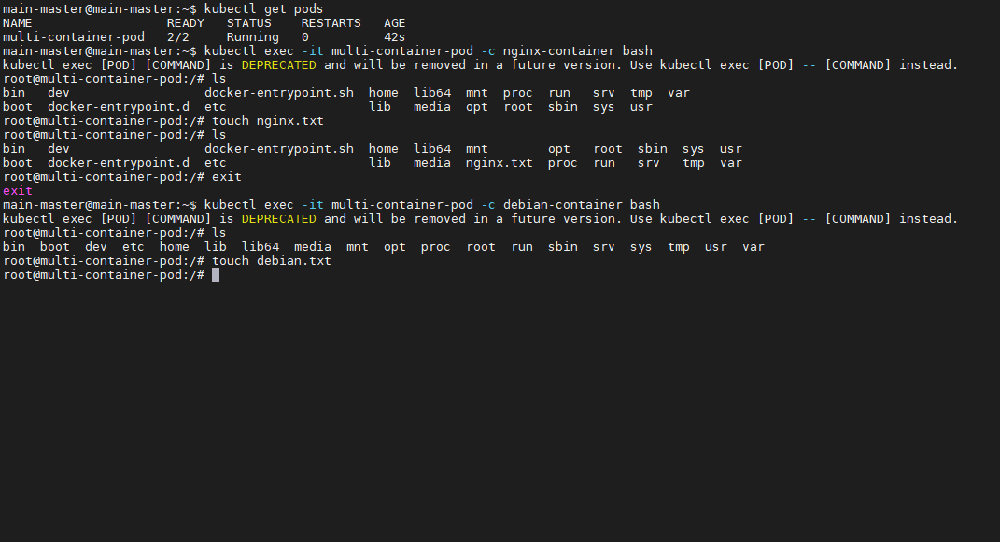 main-master@main-master:~$ kubectl get pods
NAME                  READY   STATUS    RESTARTS   AGE
multi-container-pod   2/2     Running   0          42s
main-master@main-master:~$ kubectl exec -it multi-container-pod -c nginx-container bash
kubectl exec [POD] [COMMAND] is DEPRECATED and will be removed in a future version. Use kubectl exec [POD] -- [COMMAND] instead.
root@multi-container-pod:/# ls
bin   dev                  docker-entrypoint.sh  home  lib64  mnt  proc  run   srv  tmp  var
boot  docker-entrypoint.d  etc                   lib   media  opt  root  sbin  sys  usr
root@multi-container-pod:/# touch nginx.txt
root@multi-container-pod:/# ls
bin   dev                  docker-entrypoint.sh  home  lib64  mnt        opt   root  sbin  sys  usr
boot  docker-entrypoint.d  etc                   lib   media  nginx.txt  proc  run   srv   tmp  var
root@multi-container-pod:/# exit
exit
main-master@main-master:~$ kubectl exec -it multi-container-pod -c debian-container bash
kubectl exec [POD] [COMMAND] is DEPRECATED and will be removed in a future version. Use kubectl exec [POD] -- [COMMAND] instead.
root@multi-container-pod:/# ls
bin  boot  dev  etc  home  lib  lib64  media  mnt  opt  proc  root  run  sbin  srv  sys  tmp  usr  var
root@multi-container-pod:/# touch debian.txt
root@multi-container-pod:/#